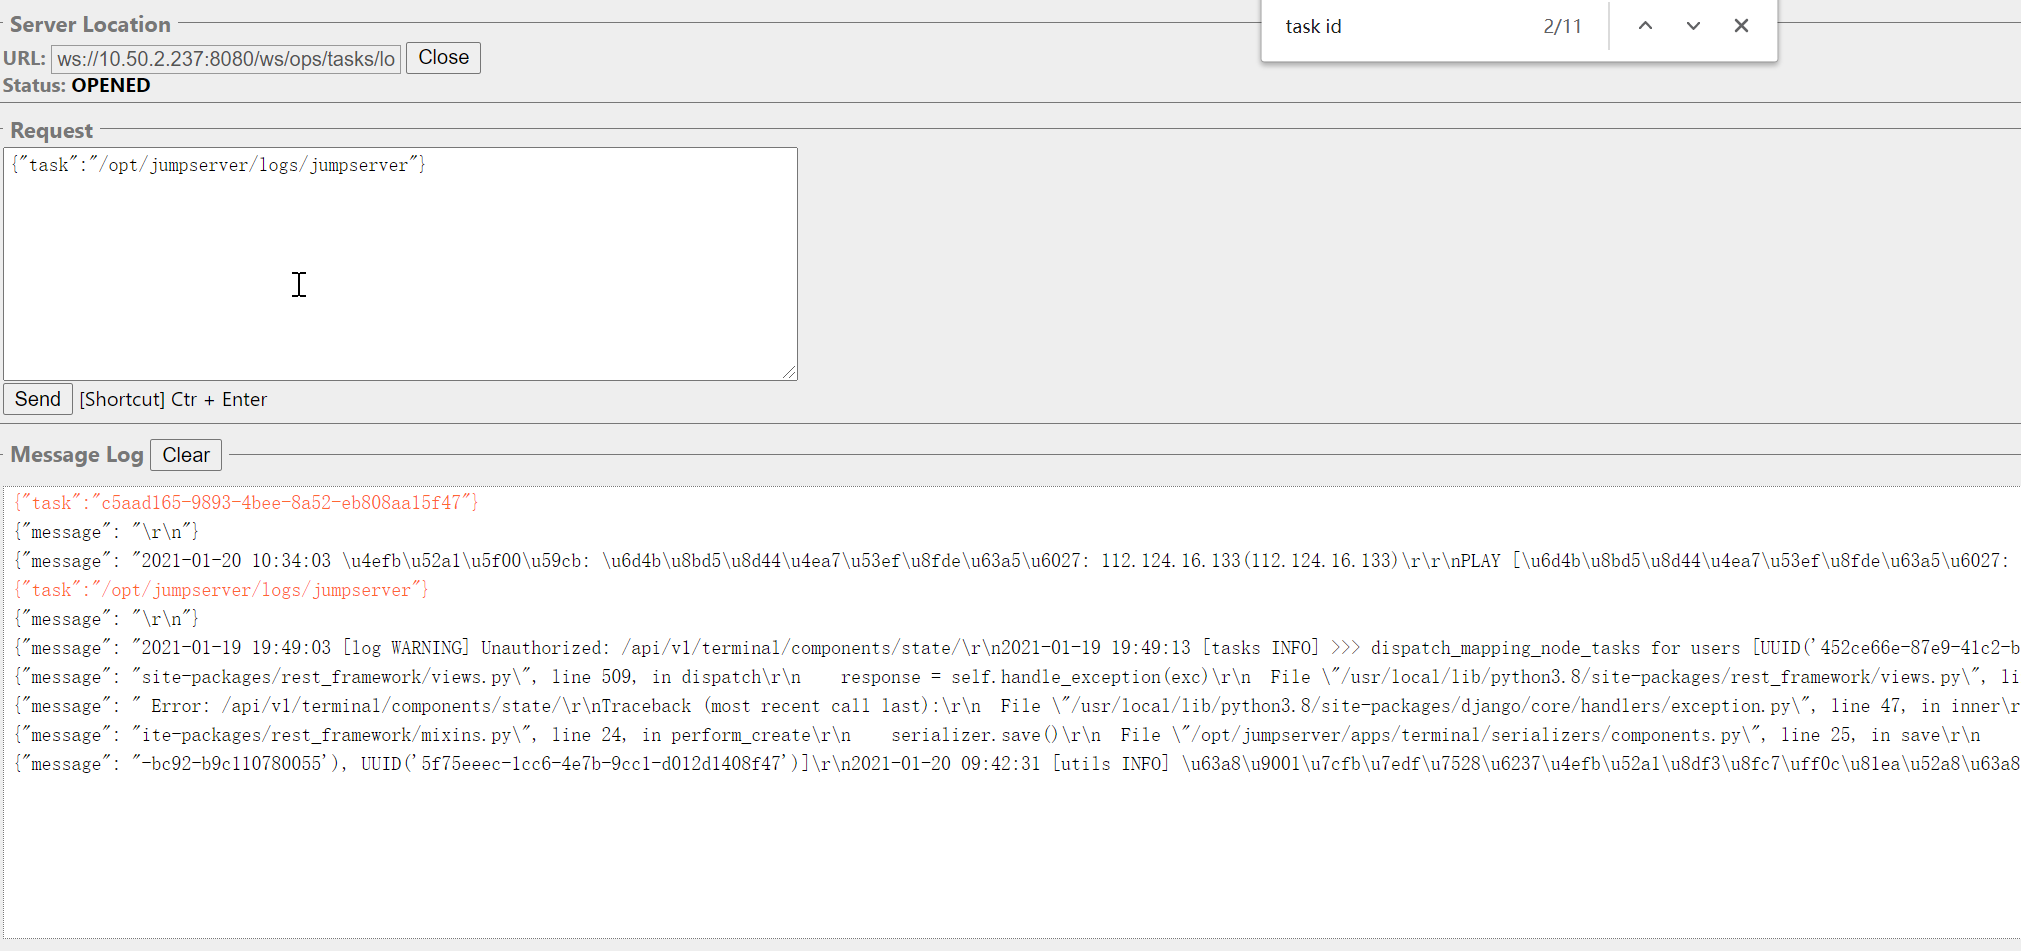 Server Location
task id 2/11
URL: ws://10.50.2.237:8080/ws/ops/tasks/lo Close
Status: OPENED
Request
{"task":"/opt/jumpserver/logs/jumpserver"}
Send [Shortcut] Ctr + Enter
Message Log Clear
{"task":"c5aad165-9893-4bee-8a52-eb808aa15f47"}
{"message": "\r\n"}
{"message": "2021-01-20 10:34:03 \u4efb\u52a1\u5f00\u59cb: \u6d4b\u8bd5\u8d44\u4ea7\u53ef\u8fde\u63a5\u6027: 112.124.16.133(112.124.16.133)\r\r\nPLAY [\u6d4b\u8bd5\u8d44\u4ea7\u53ef\u8fde\u63a5\u6027:
{"task":"/opt/jumpserver/logs/jumpserver"}
{"message": "\r\n"}
{"message": "2021-01-19 19:49:03 [log WARNING] Unauthorized: /api/v1/terminal/components/state/\r\n2021-01-19 19:49:13 [tasks INFO] >>> dispatch_mapping_node_tasks for users [UUID('452ce66e-87e9-41c2-b
{"message": "site-packages/rest_framework/views.py\", line 509, in dispatch\r\n    response = self.handle_exception(exc)\r\n  File \"/usr/local/lib/python3.8/site-packages/rest_framework/views.py\", li
{"message": " Error: /api/v1/terminal/components/state/\r\nTraceback (most recent call last):\r\n  File \"/usr/local/lib/python3.8/site-packages/django/core/handlers/exception.py\", line 47, in inner\r
{"message": "ite-packages/rest_framework/mixins.py\", line 24, in perform_create\r\n    serializer.save()\r\n  File \"/opt/jumpserver/apps/terminal/serializers/components.py\", line 25, in save\r\n
{"message": "-bc92-b9c110780055'), UUID('5f75eeec-1cc6-4e7b-9cc1-d012d1408f47')]\r\n2021-01-20 09:42:31 [utils INFO] \u63a8\u9001\u7cfb\u7edf\u7528\u6237\u4efb\u52a1\u8df3\u8fc7\uff0c\u81ea\u52a8\u63a8